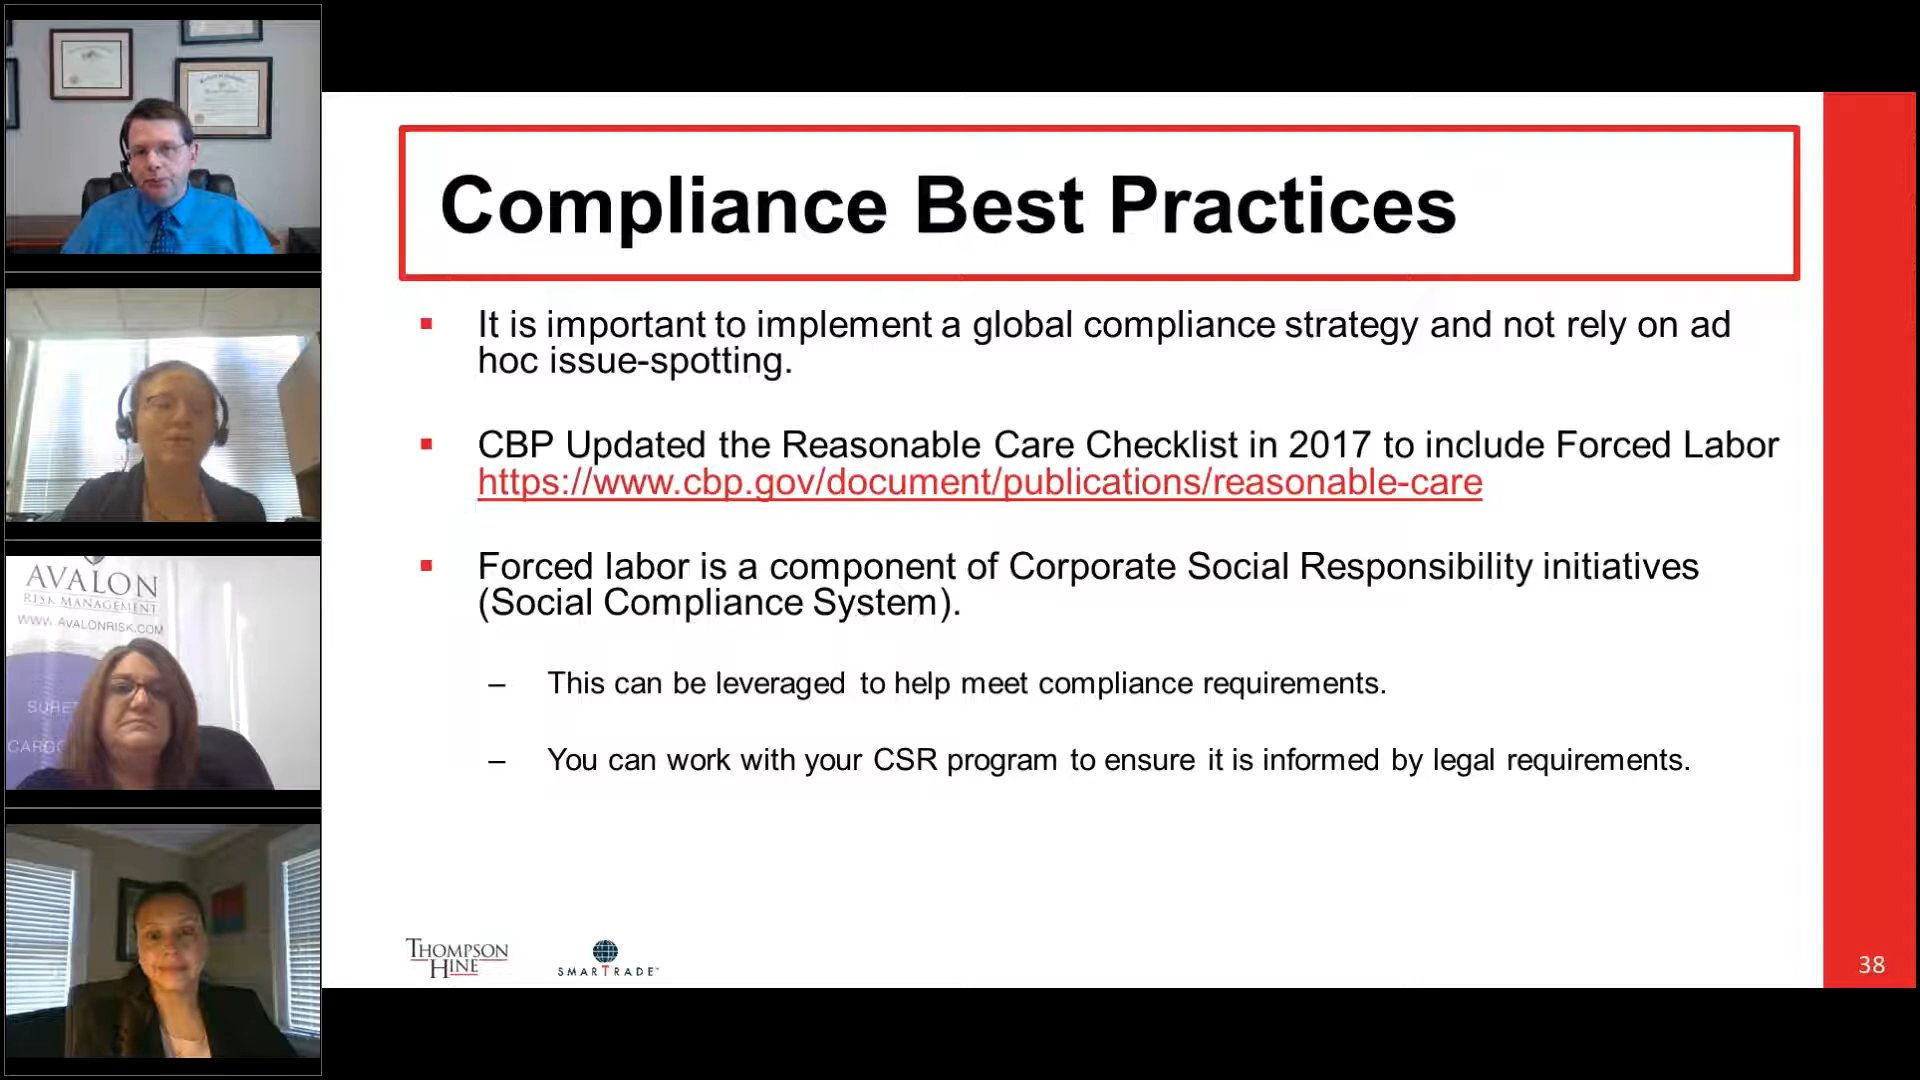 Compliance Best Practices
It is important to implement a global compliance strategy and not rely on ad
hoc issue-spotting.
CBP Updated the Reasonable Care Checklist in 2017 to include Forced Labor
https://www.cbp.gov/document/publications/reasonable-care
Forced labor is a component of Corporate Social Responsibility initiatives
(Social Compliance System).
– This can be leveraged to help meet compliance requirements.
– You can work with your CSR program to ensure it is informed by legal requirements.
THOMPSON
HINE
SMARTRADE™
38
AVALON
RISK MANAGEMENT
WWW.AVALONRISK.COM
SURET
CARGO